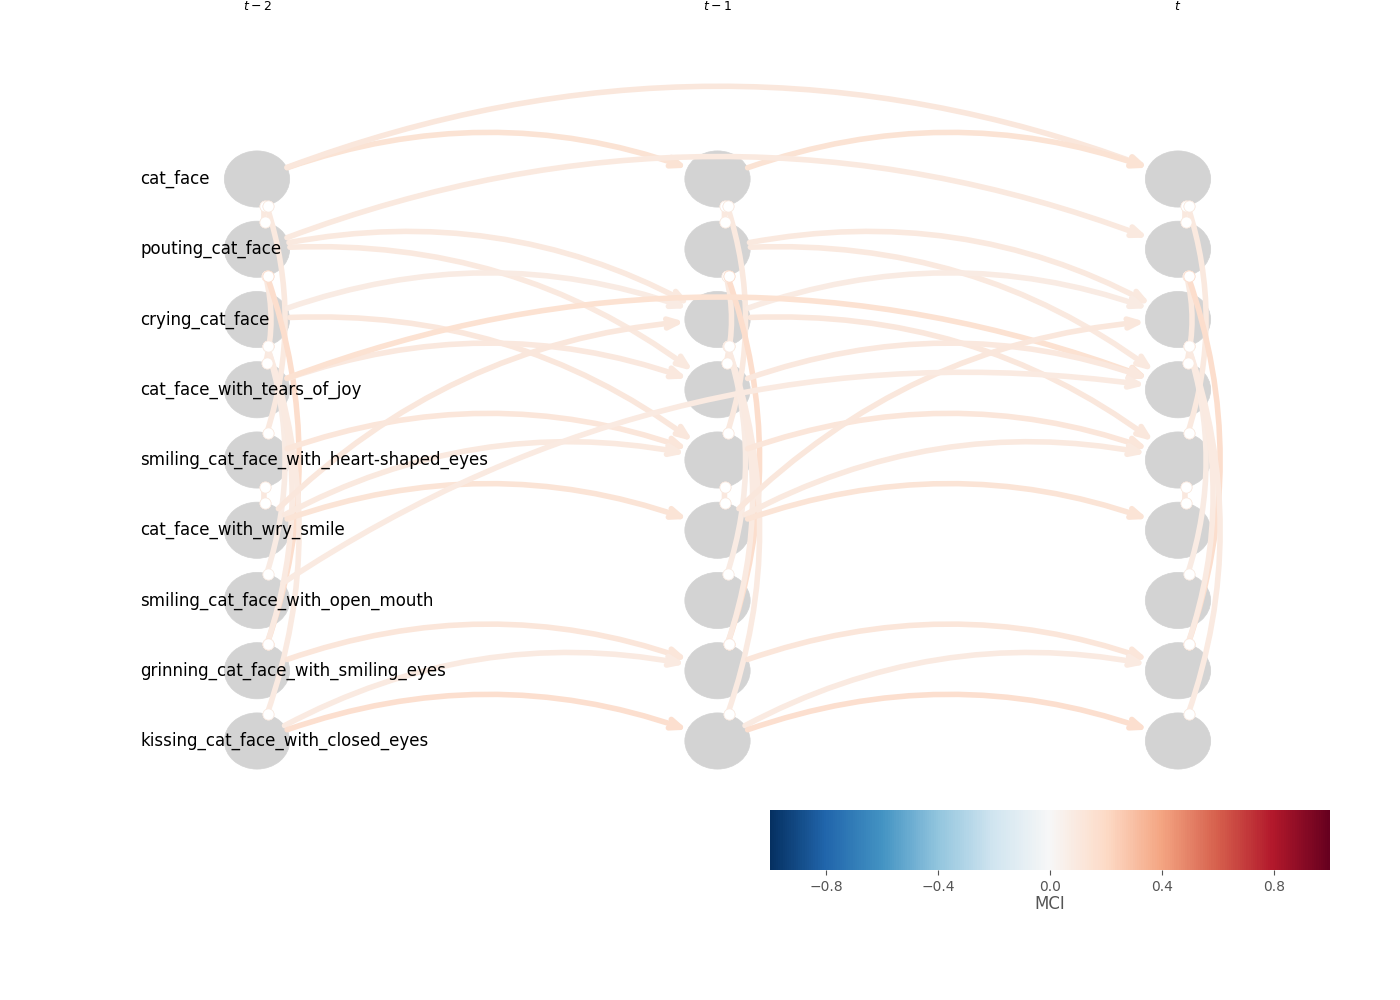 t − 2 t − 1 t
cat_face
pouting_cat_face
crying_cat_face
cat_face_with_tears_of_joy
smiling_cat_face_with_heart-shaped_eyes
cat_face_with_wry_smile
smiling_cat_face_with_open_mouth
grinning_cat_face_with_smiling_eyes
kissing_cat_face_with_closed_eyes
−0.8 −0.4 0.0 0.4 0.8
MCI